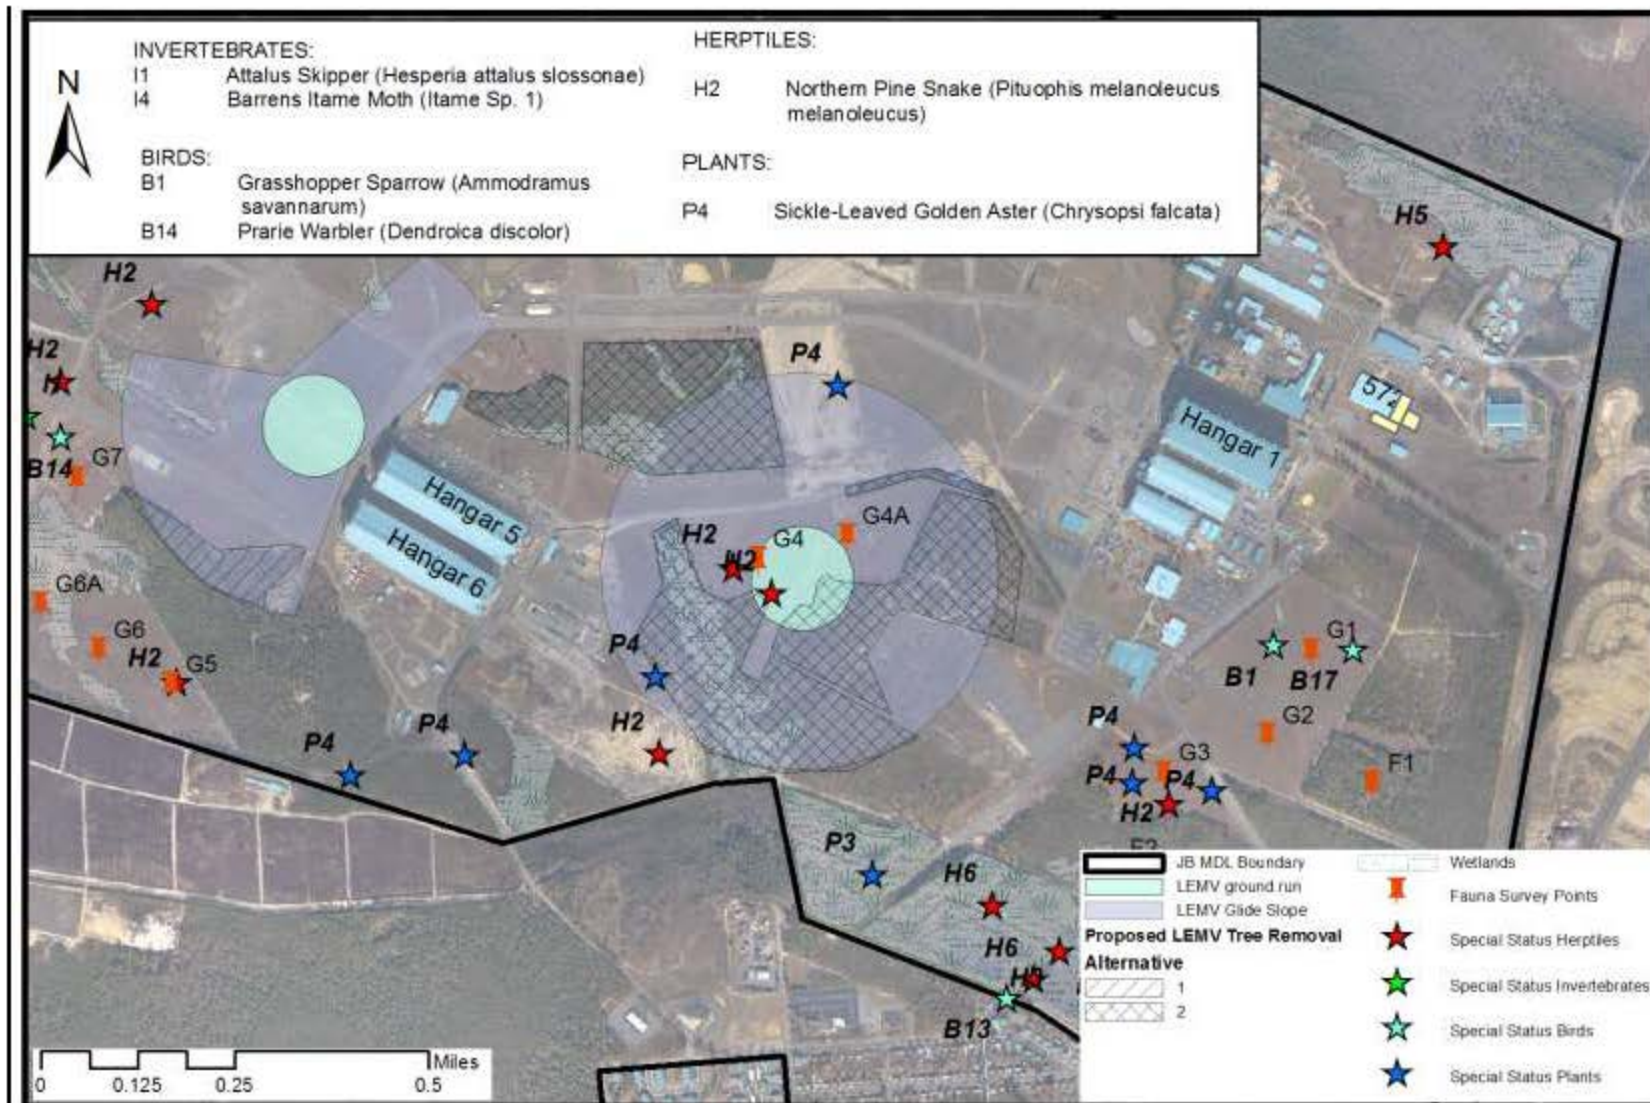 INVERTEBRATES:
I1 Attalus Skipper (Hesperia attalus slossonae)
I4 Barrens Itame Moth (Itame Sp. 1)
BIRDS:
B1 Grasshopper Sparrow (Ammodramus
savannarum)
B14 Prarie Warbler (Dendroica discolor)
HERPTILES:
H2 Northern Pine Snake (Pituophis melanoleucus
melanoleucus)
PLANTS:
P4 Sickle-Leaved Golden Aster (Chrysopsi falcata)
N
H5
H2
H2
P4
572
Hangar 1
B14
G7
Hangar 5
Hangar 6
H2
H2
G4
G4A
G6A
G6
H2
G5
P4
H2
P4
P4
B1
G1
B17
G2
F1
P4
G3
P4
P4
H2
P3
H6
H6
B13
JB MDL Boundary
LEMV ground run
LEMV Glide Slope
Proposed LEMV Tree Removal
Alternative
1
2
Wetlands
Fauna Survey Points
Special Status Herptiles
Special Status Invertebrates
Special Status Birds
Special Status Plants
Miles
0 0.125 0.25 0.5